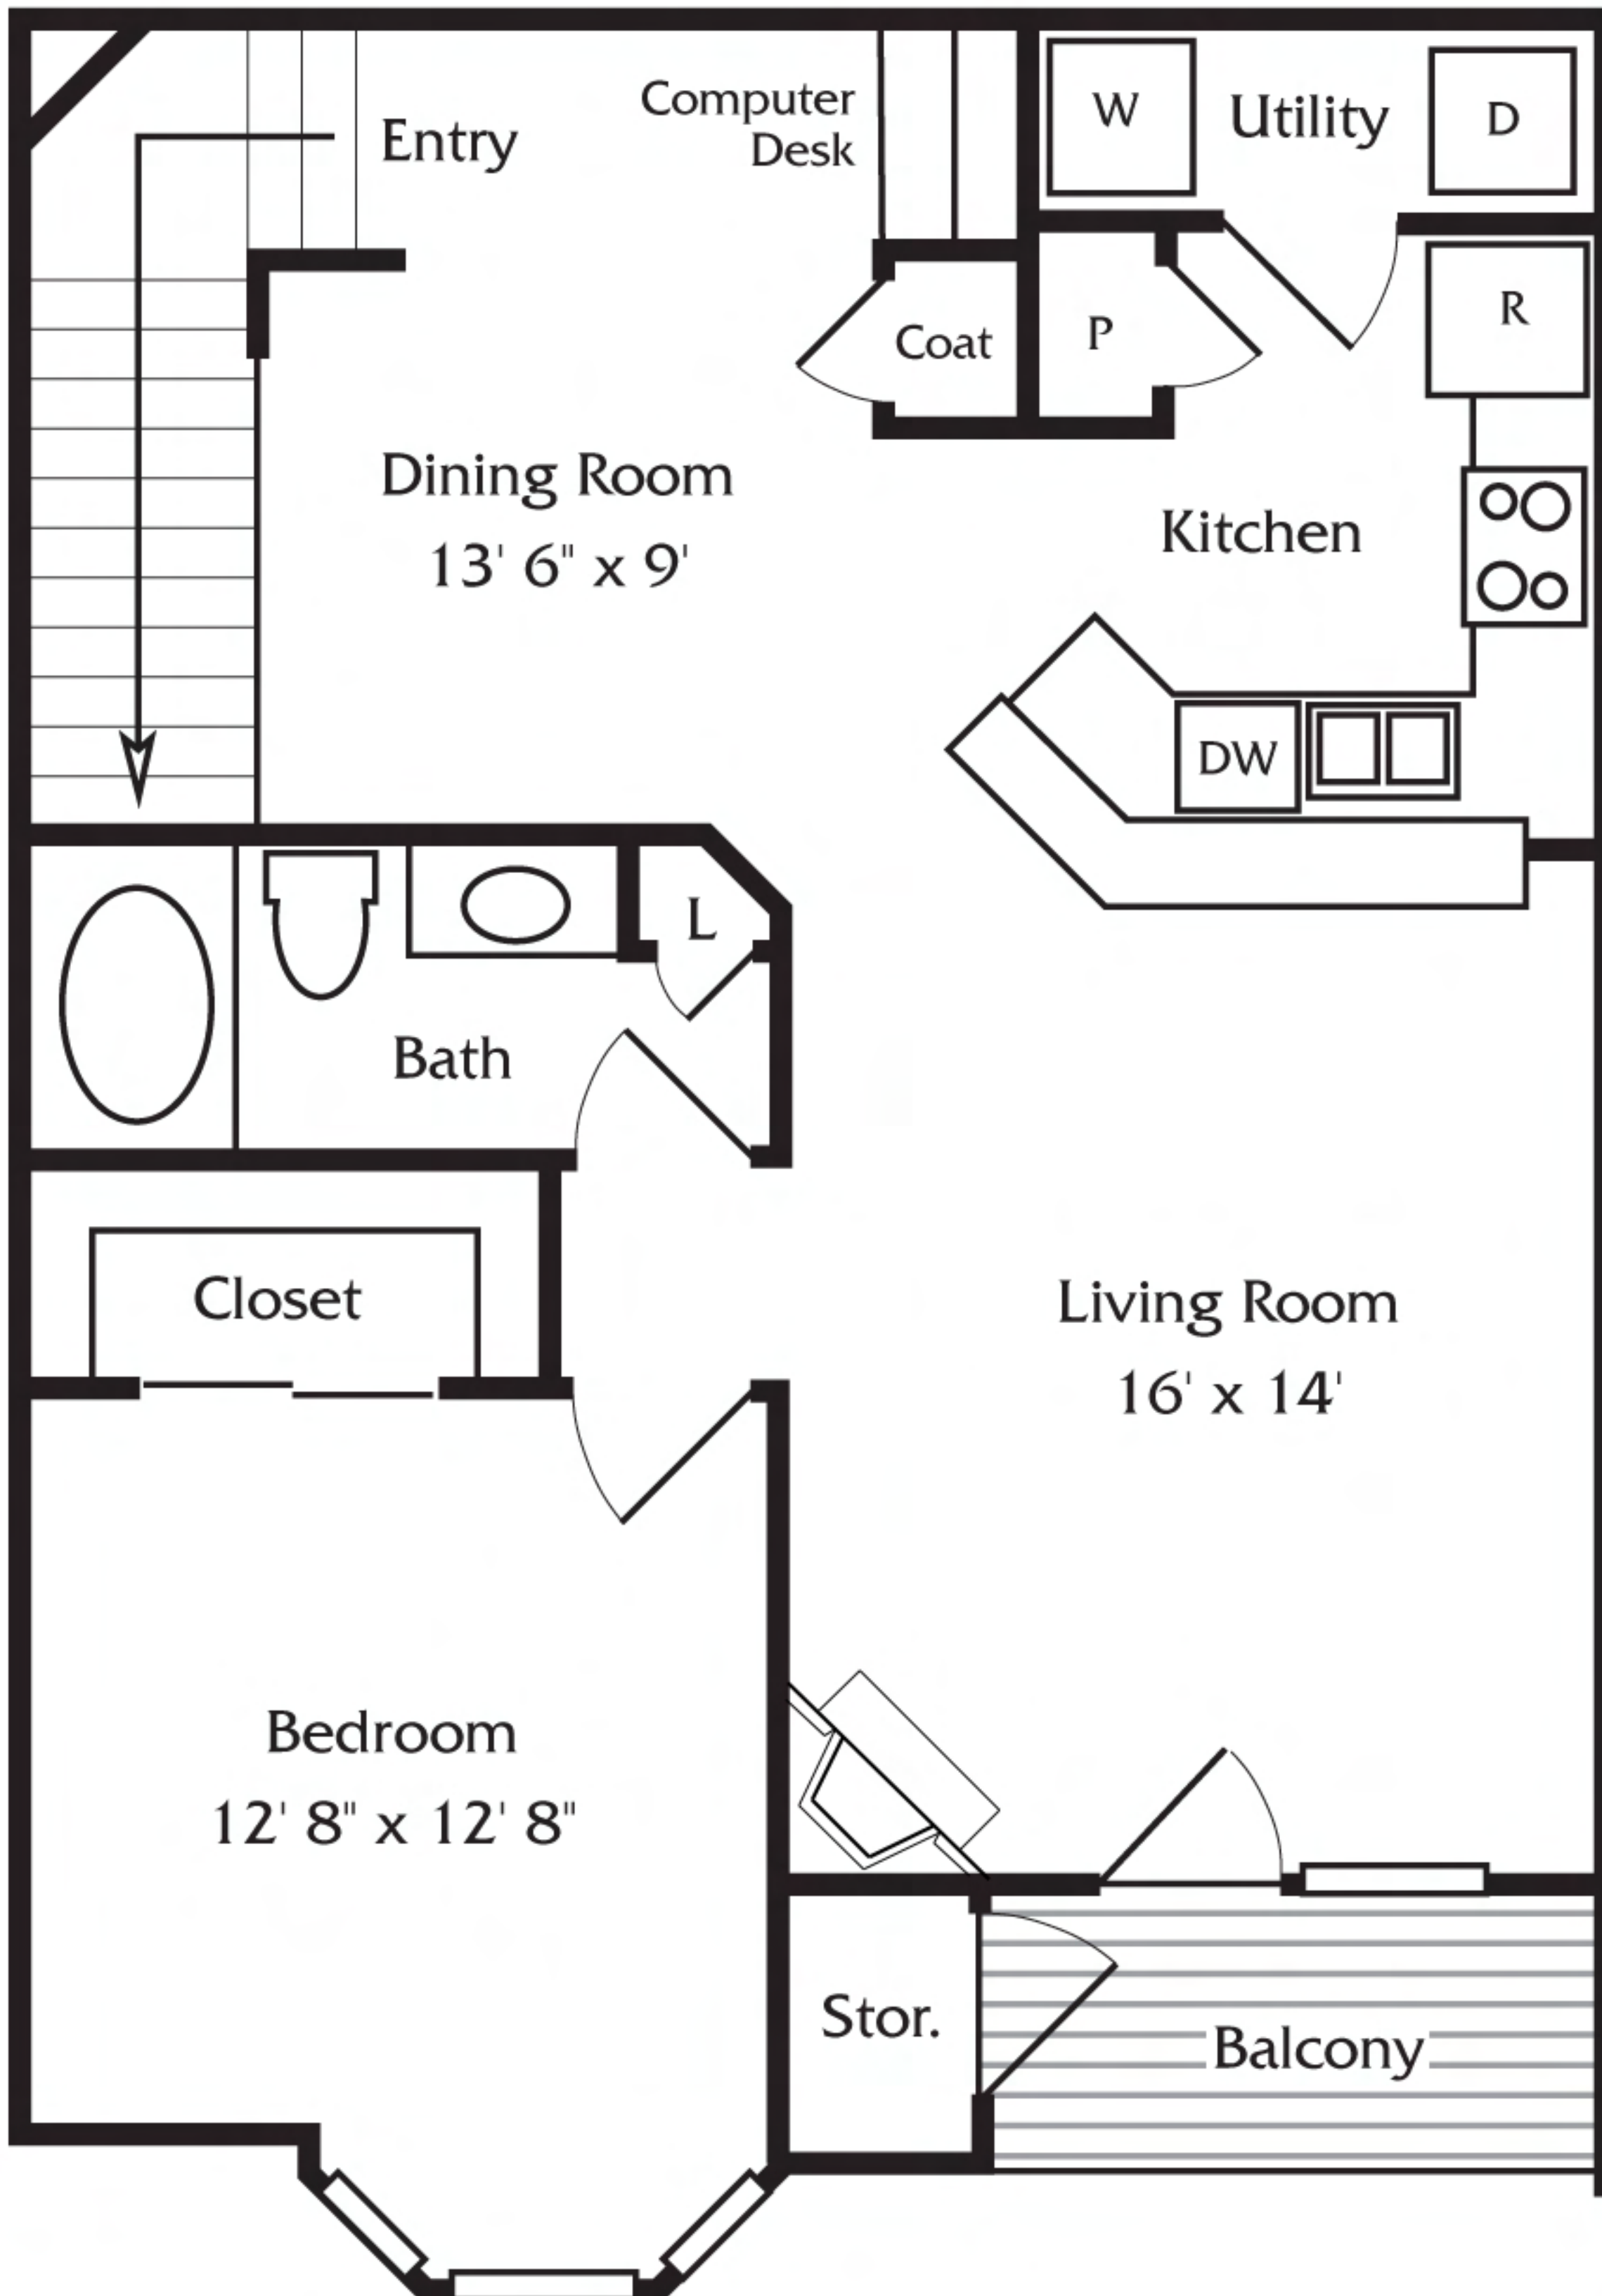 Entry
Computer
Desk
W
Utility
D
Coat
P
R
Dining Room
13' 6" x 9'
Kitchen
DW
L
Bath
Closet
Living Room
16' x 14'
Bedroom
12' 8" x 12' 8"
Stor.
Balcony